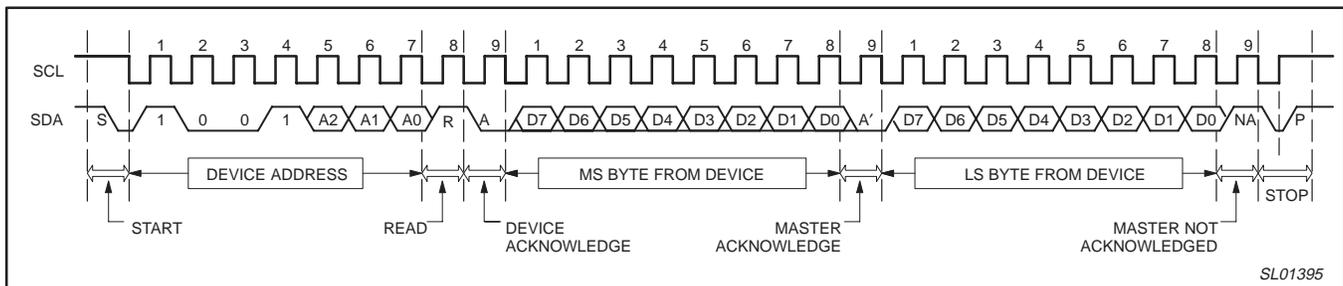 1 2 3 4 5 6 7 8 9 1 2 3 4 5 6 7 8 9 1 2 3 4 5 6 7 8 9
SCL
SDA S 1 0 0 1 A2 A1 A0 R A D7 D6 D5 D4 D3 D2 D1 D0 A′ D7 D6 D5 D4 D3 D2 D1 D0 NA P
DEVICE ADDRESS MS BYTE FROM DEVICE LS BYTE FROM DEVICE
STOP
START READ DEVICE MASTER MASTER NOT
ACKNOWLEDGE ACKNOWLEDGE ACKNOWLEDGED
SL01395